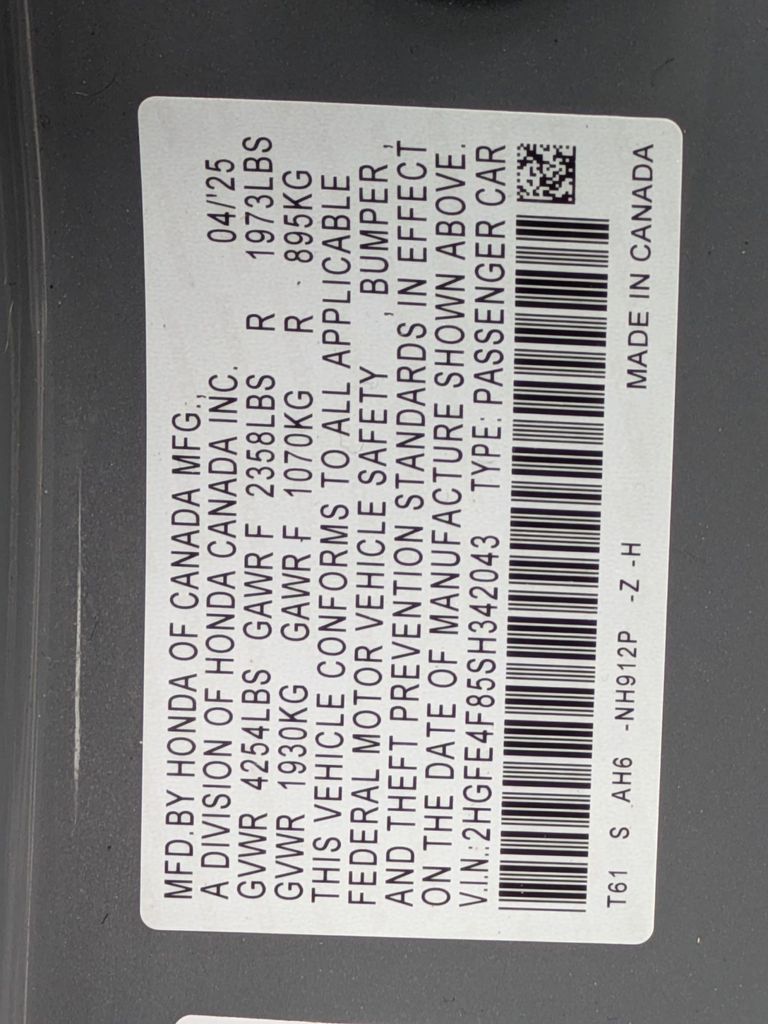 MFD.BY HONDA OF CANADA MFG.,
A DIVISION OF HONDA CANADA INC. 04/'25
GVWR 4254LBS GAWR F 2358LBS R 1973LBS
GVWR 1930KG GAWR F 1070KG R 895KG
THIS VEHICLE CONFORMS TO ALL APPLICABLE
FEDERAL MOTOR VEHICLE SAFETY , BUMPER ,
AND THEFT PREVENTION STANDARDS IN EFFECT
ON THE DATE OF MANUFACTURE SHOWN ABOVE.
V.I.N.:2HGFE4F85SH342043 TYPE: PASSENGER CAR
T61 S AH6 -NH912P -Z -H MADE IN CANADA